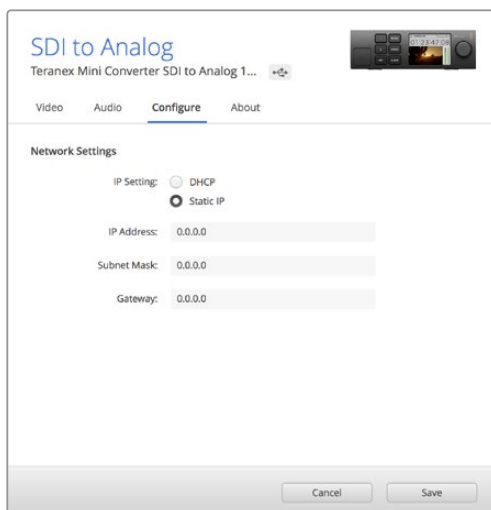 SDI to Analog
Teranex Mini Converter SDI to Analog 1...
Video Audio Configure About
Network Settings
IP Setting: DHCP
Static IP
IP Address: 0.0.0.0
Subnet Mask: 0.0.0.0
Gateway: 0.0.0.0
Cancel Save